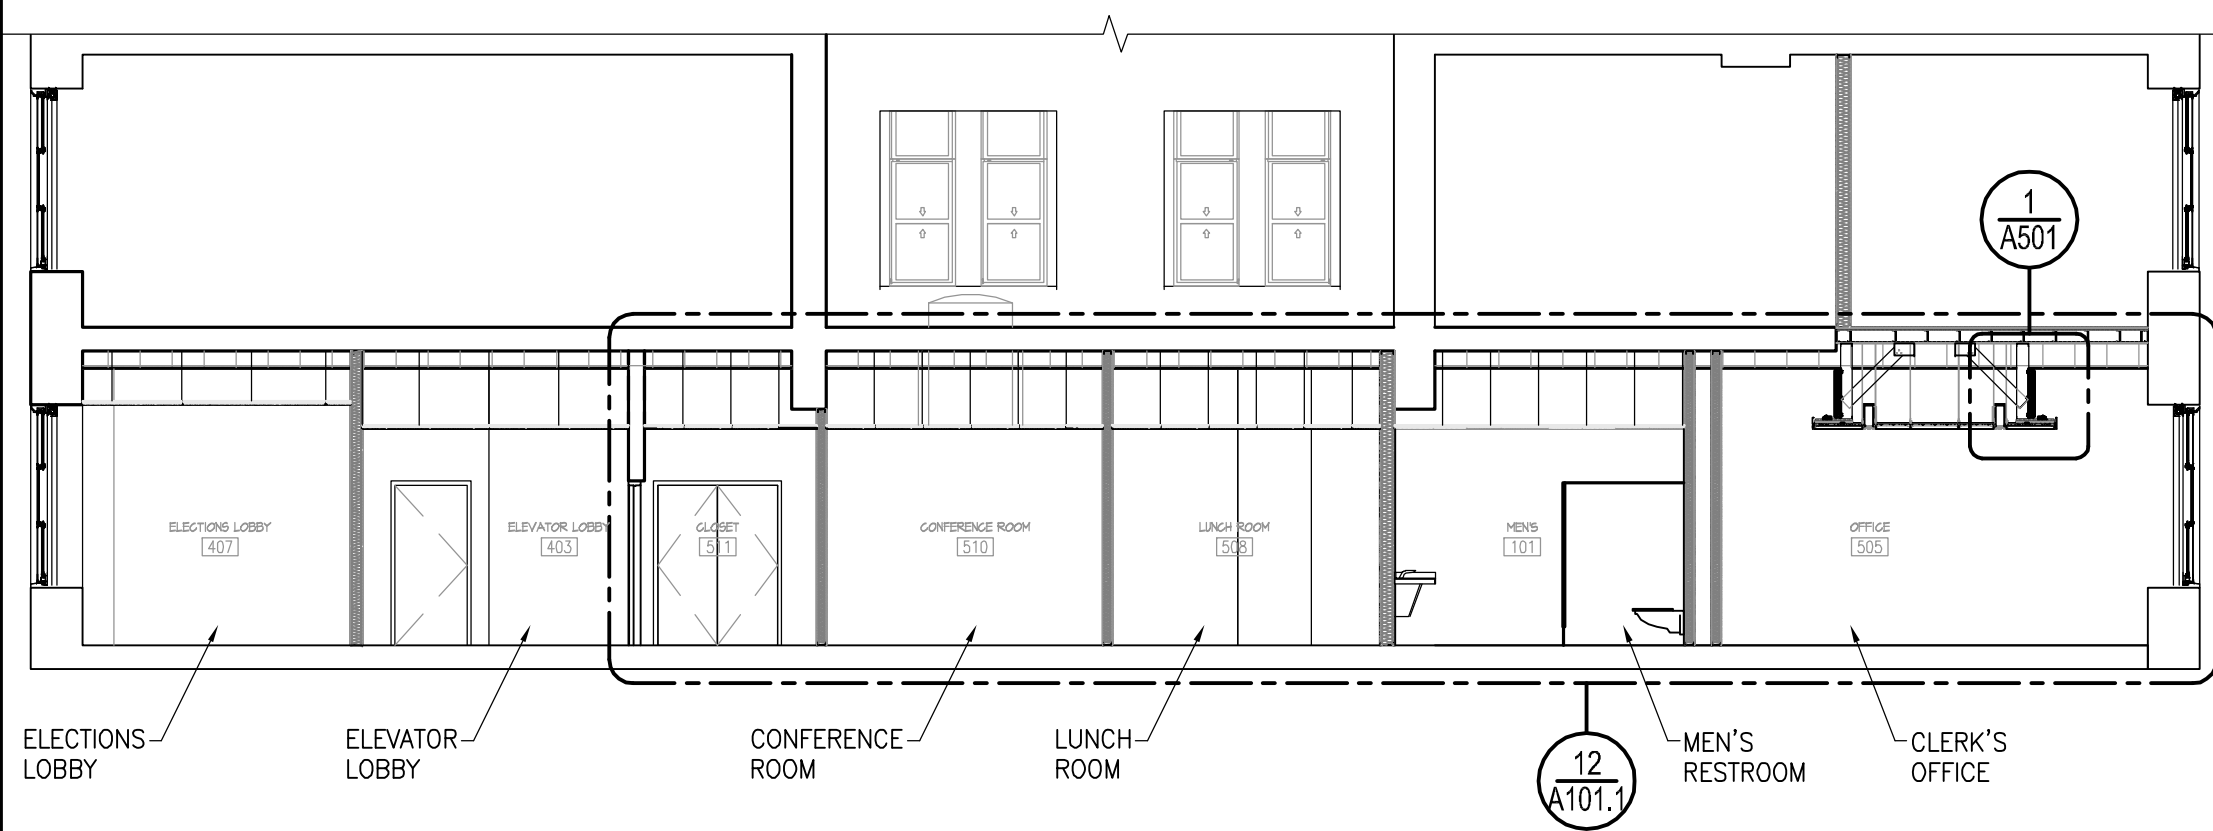 1
A501
ELECTIONS LOBBY
407
ELEVATOR LOBBY
403
CLOSET
511
CONFERENCE ROOM
510
LUNCH ROOM
508
MEN'S
101
OFFICE
505
ELECTIONS
LOBBY
ELEVATOR
LOBBY
CONFERENCE
ROOM
LUNCH
ROOM
12
A101.1
MEN'S
RESTROOM
CLERK'S
OFFICE